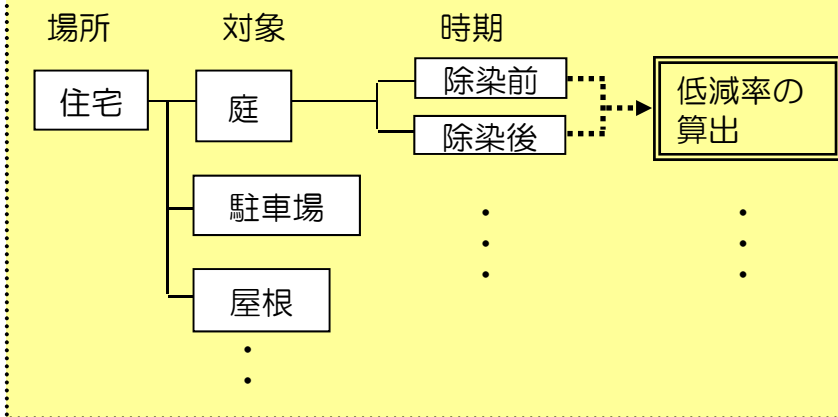 場所 対象 時期
住宅 庭 除染前 低減率の
算出
除染後
駐車場
屋根